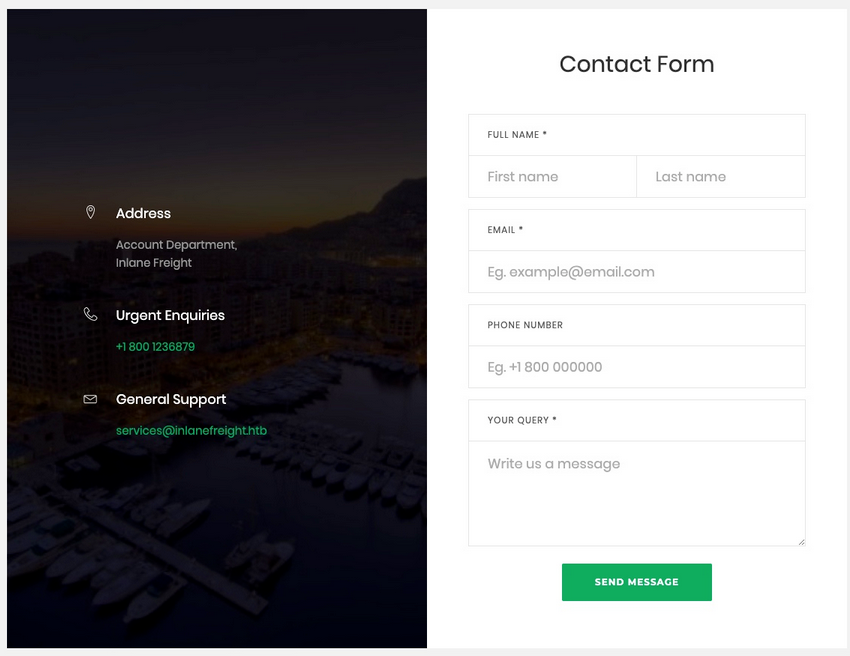 Address
Account Department,
Inlane Freight
Urgent Enquiries
+1 800 1236879
General Support
services@inlanefreight.htb
Contact Form
FULL NAME *
First name
Last name
EMAIL *
Eg. example@email.com
PHONE NUMBER
Eg. +1 800 000000
YOUR QUERY *
Write us a message
SEND MESSAGE